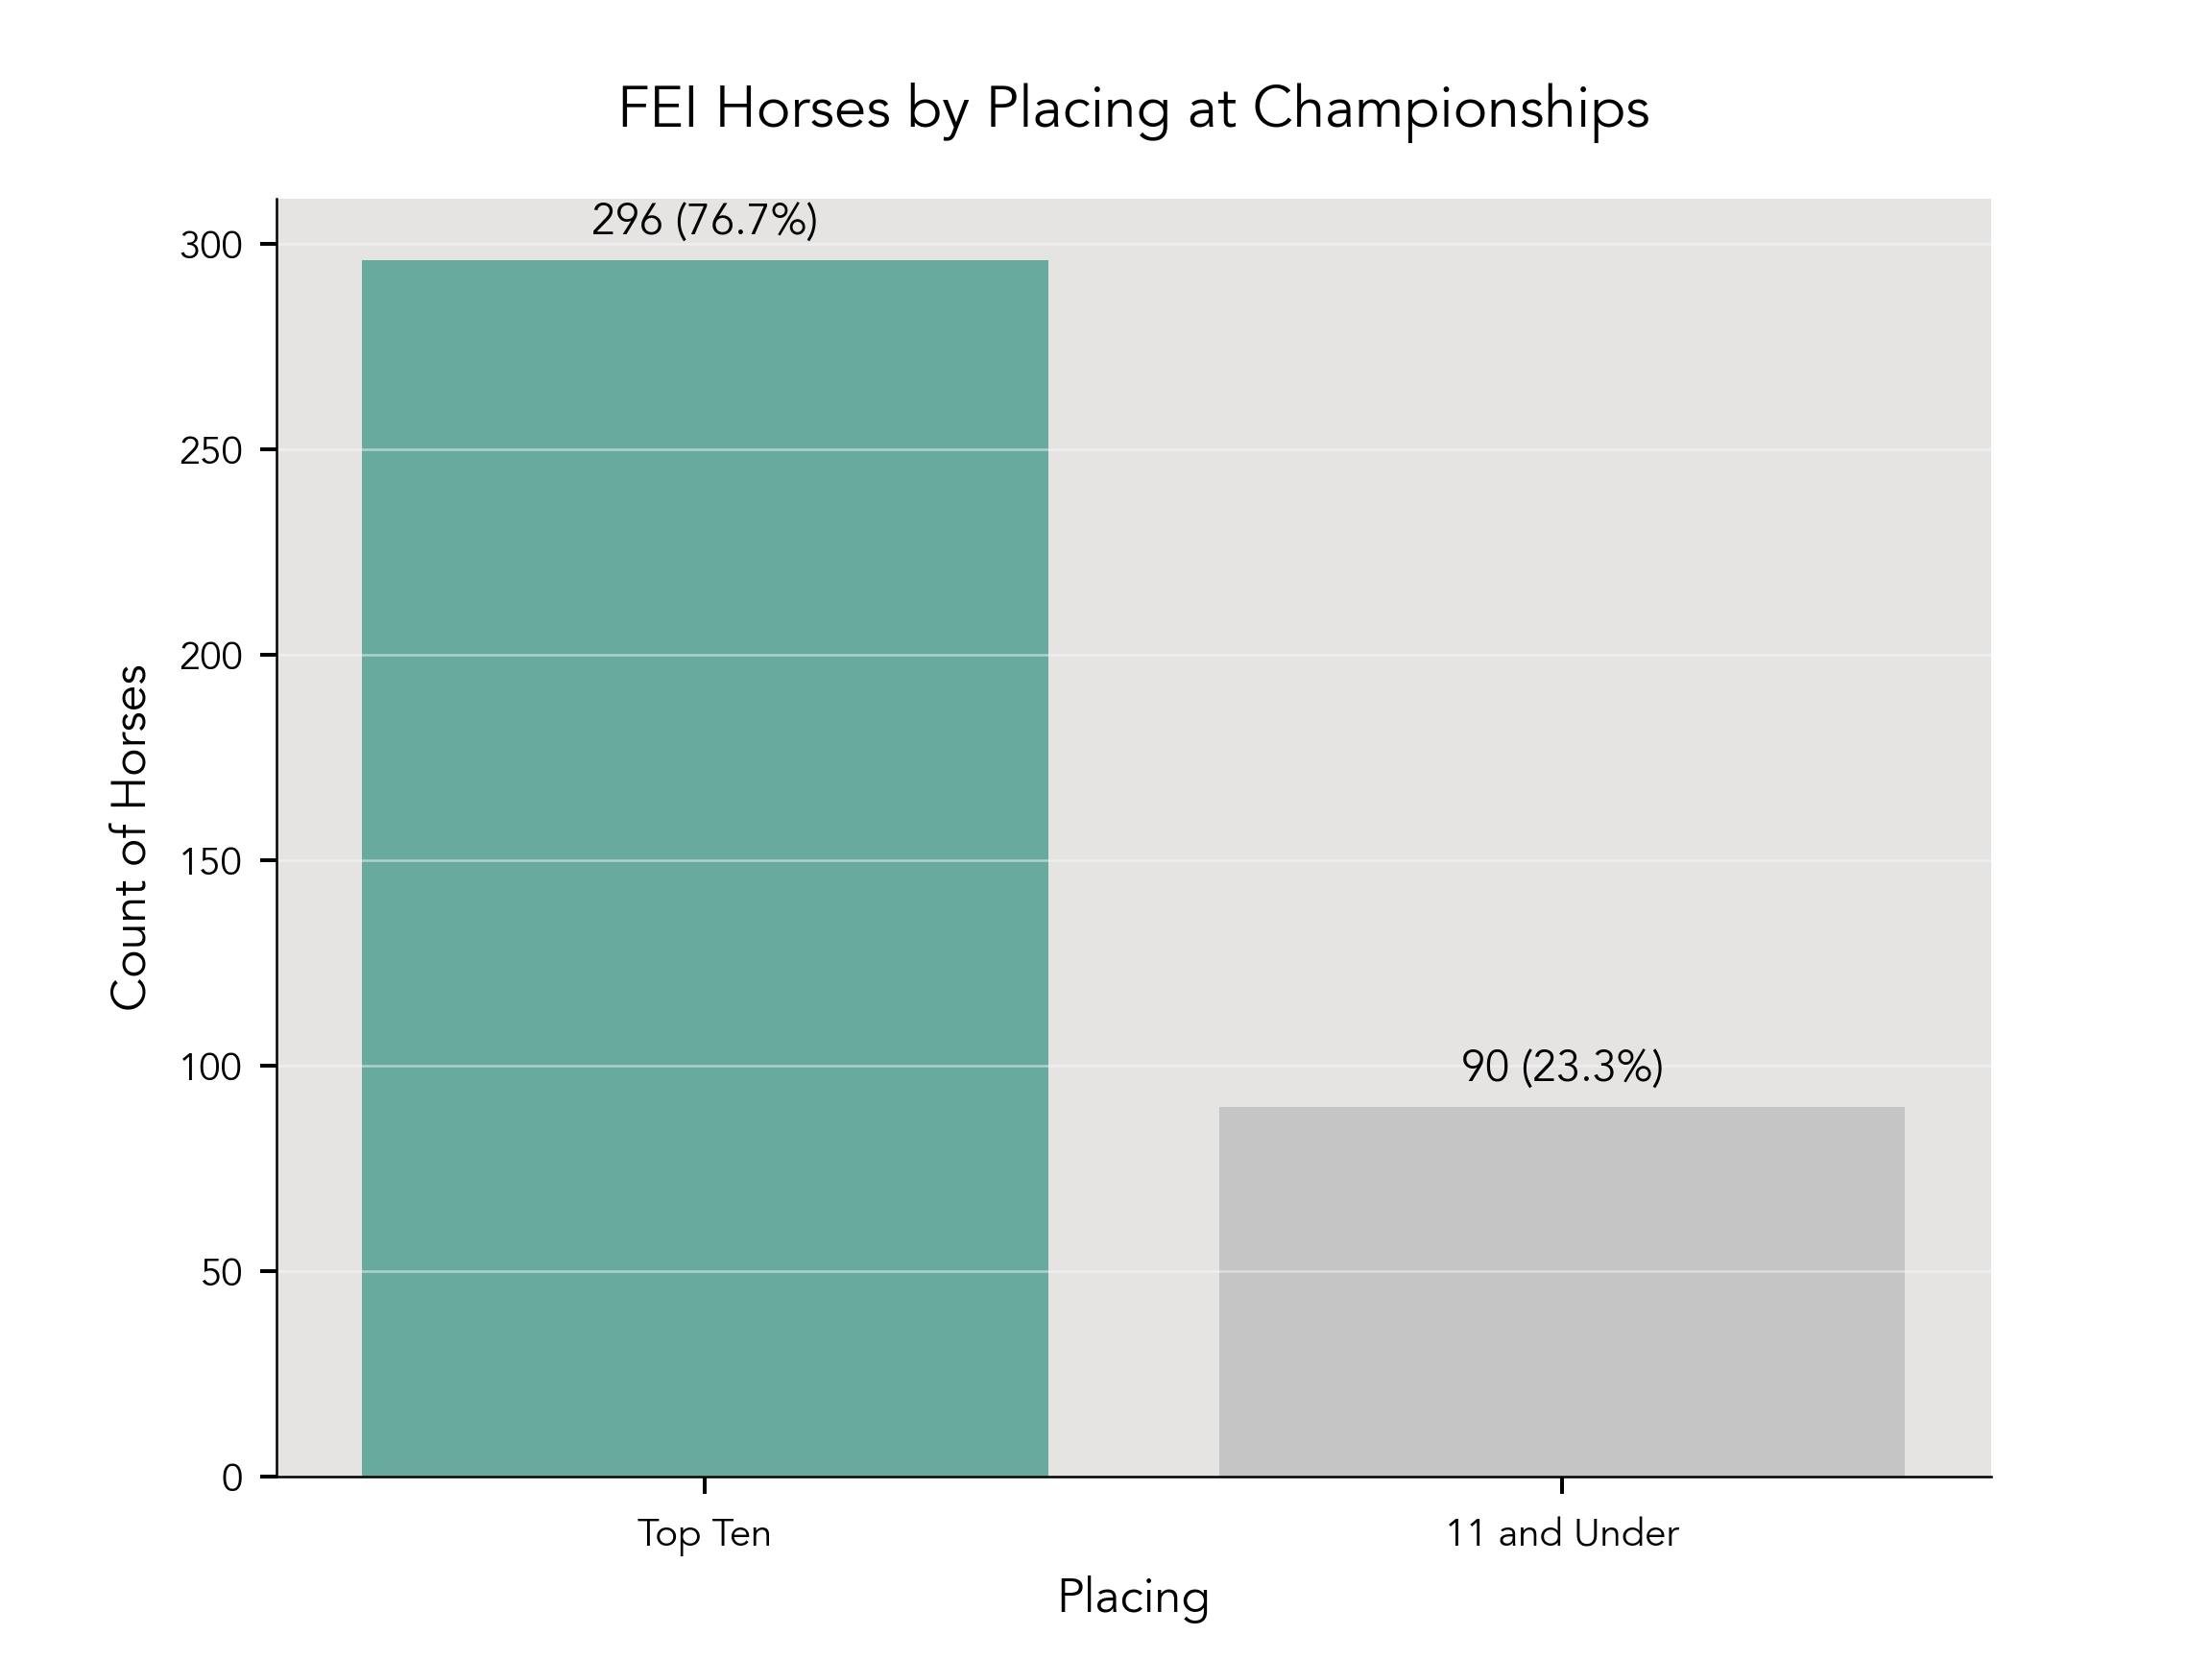 FEI Horses by Placing at Championships
296 (76.7%)
300
250
200
150
100
50
0
Count of Horses
90 (23.3%)
Top Ten
11 and Under
Placing